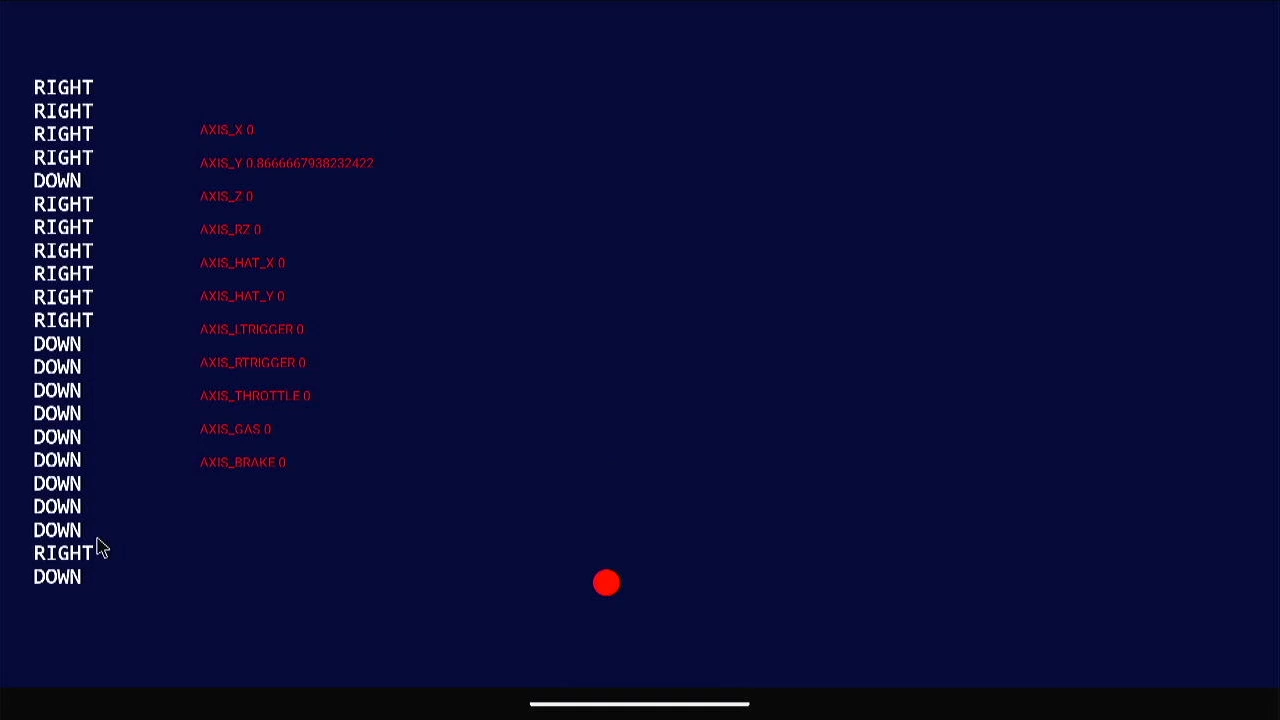 RIGHT
RIGHT
RIGHT
RIGHT
DOWN
RIGHT
RIGHT
RIGHT
RIGHT
RIGHT
RIGHT
DOWN
DOWN
DOWN
DOWN
DOWN
DOWN
DOWN
DOWN
DOWN
RIGHT
DOWN
AXIS_X 0
AXIS_Y 0.8666667938232422
AXIS_Z 0
AXIS_RZ 0
AXIS_HAT_X 0
AXIS_HAT_Y 0
AXIS_LTRIGGER 0
AXIS_RTRIGGER 0
AXIS_THROTTLE 0
AXIS_GAS 0
AXIS_BRAKE 0